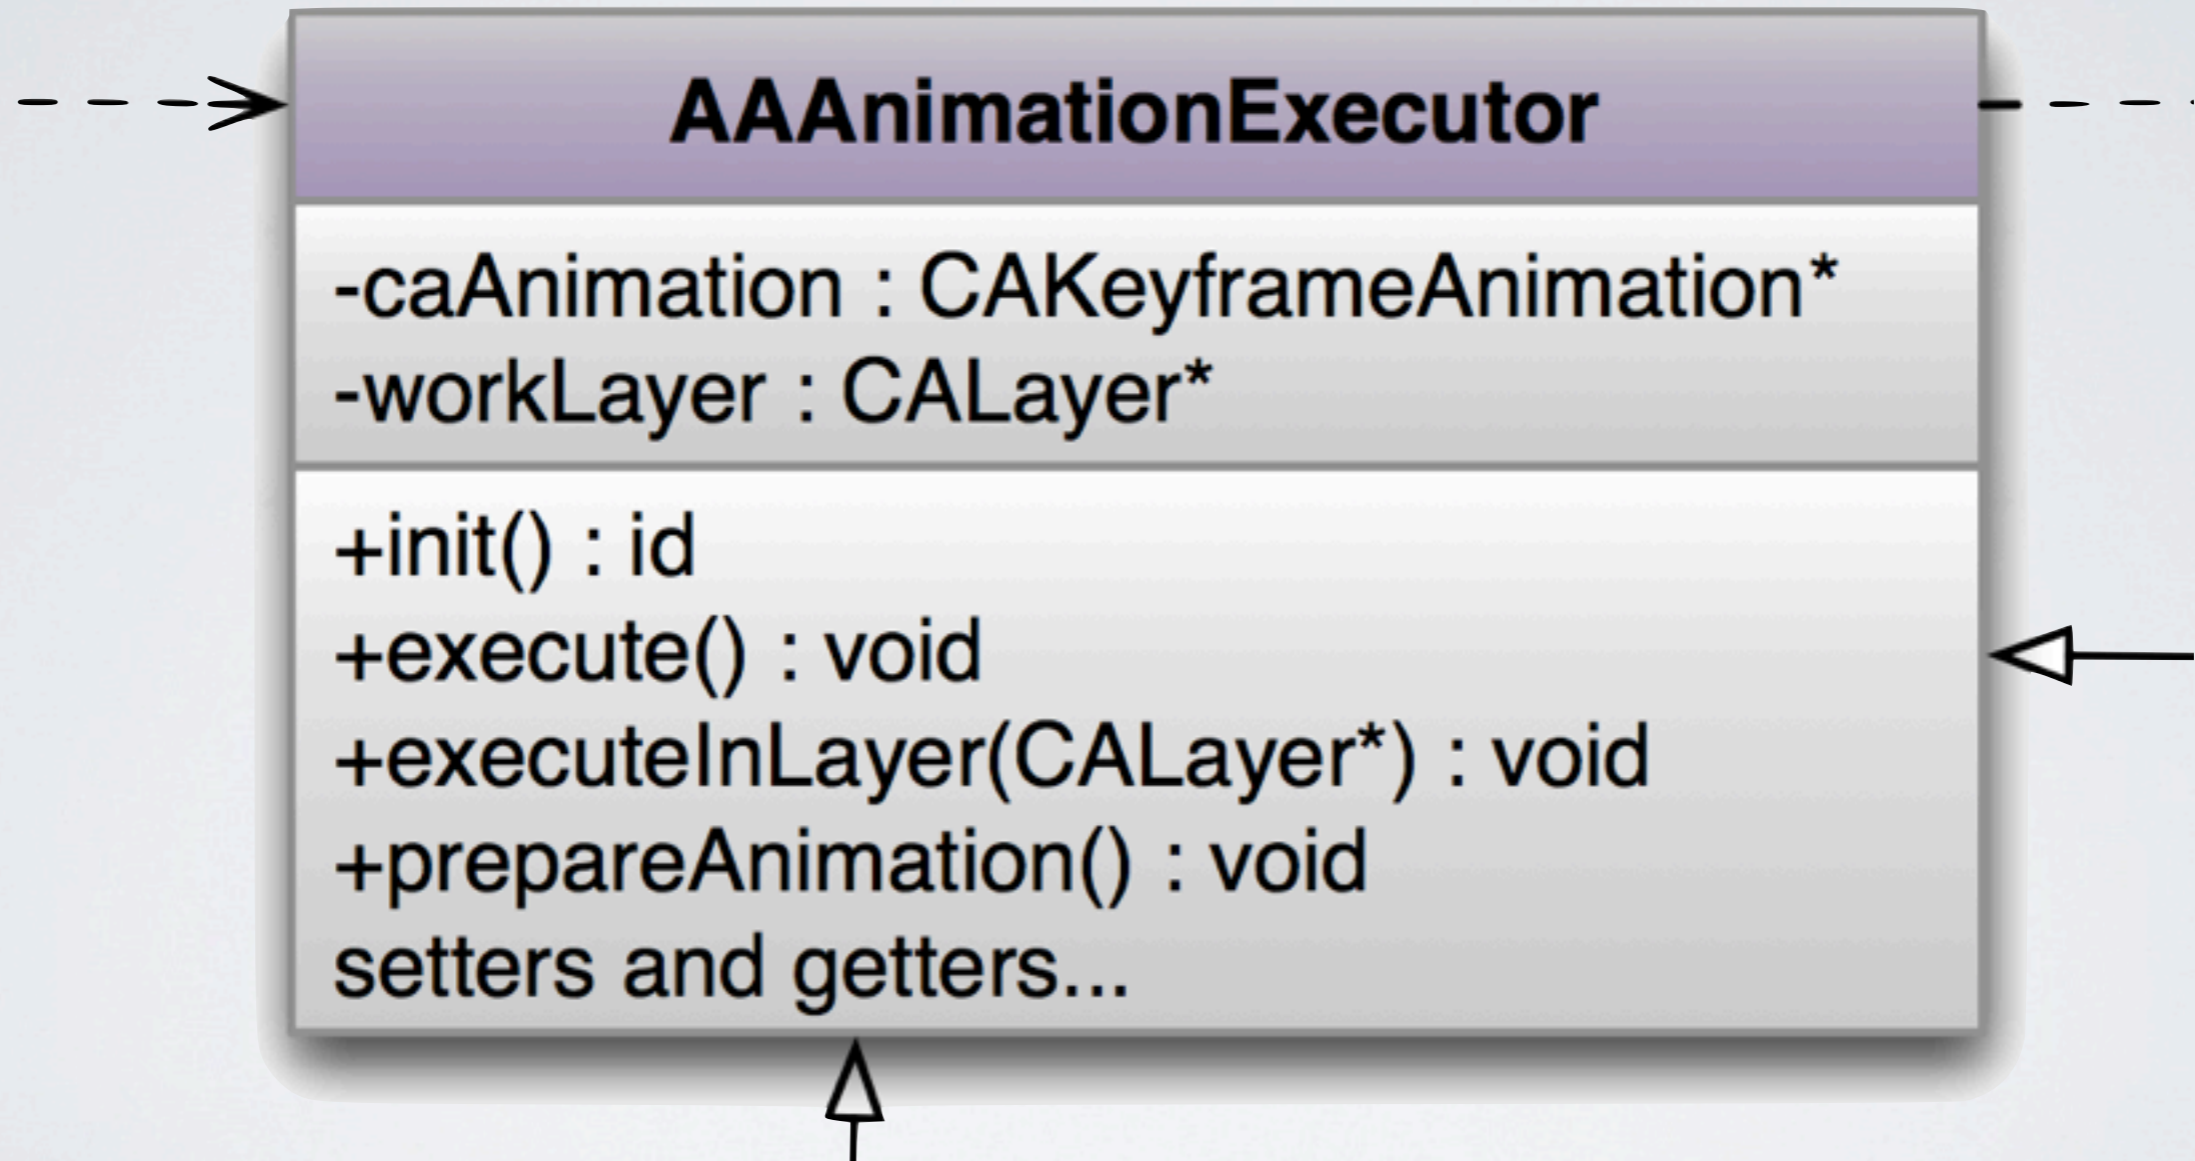 AAAnimationExecutor
-caAnimation : CAKeyframeAnimation*
-workLayer : CALayer*
+init() : id
+execute() : void
+executeInLayer(CALayer*) : void
+prepareAnimation() : void
setters and getters...